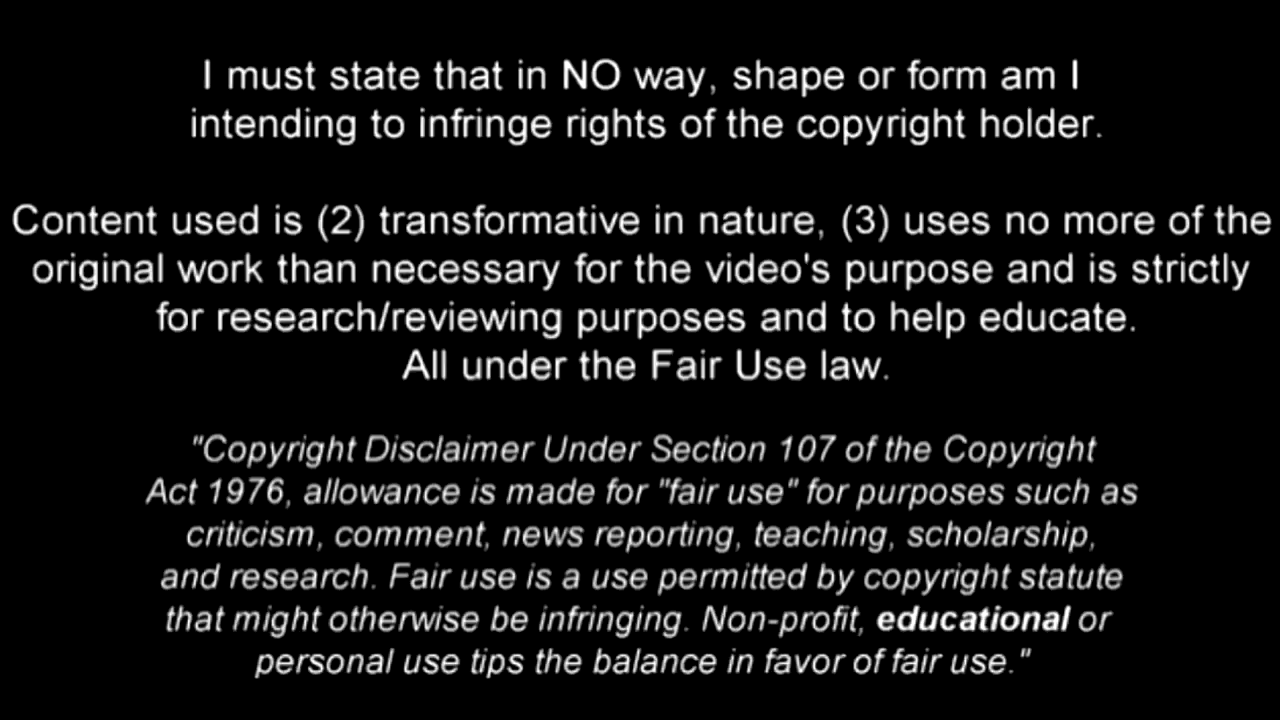 I must state that in NO way, shape or form am I
intending to infringe rights of the copyright holder.
Content used is (2) transformative in nature, (3) uses no more of the
original work than necessary for the video's purpose and is strictly
for research/reviewing purposes and to help educate.
All under the Fair Use law.
"Copyright Disclaimer Under Section 107 of the Copyright
Act 1976, allowance is made for "fair use" for purposes such as
criticism, comment, news reporting, teaching, scholarship,
and research. Fair use is a use permitted by copyright statute
that might otherwise be infringing. Non-profit, educational or
personal use tips the balance in favor of fair use."